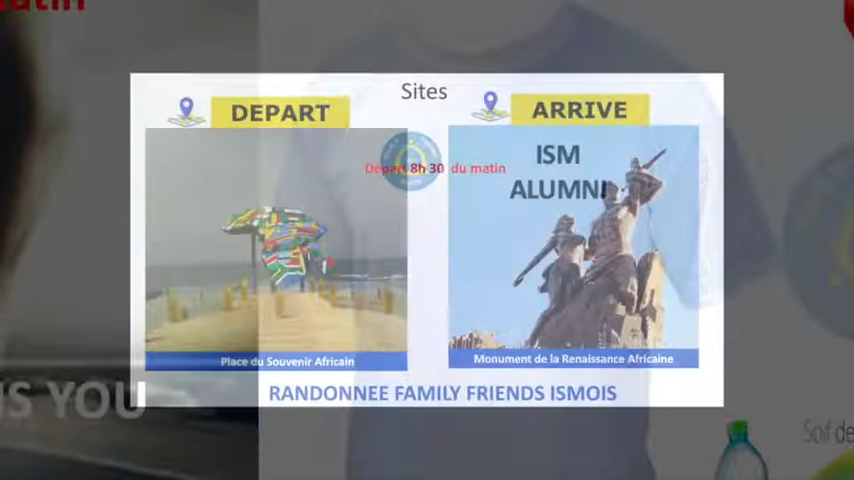 matin
Sites
DEPART
ARRIVE
Départ 8h 30 du matin
ISM
ALUMNI
Place du Souvenir Africain
Monument de la Renaissance Africaine
RANDONNEE FAMILY FRIENDS ISMOIS
YOU
Soif de